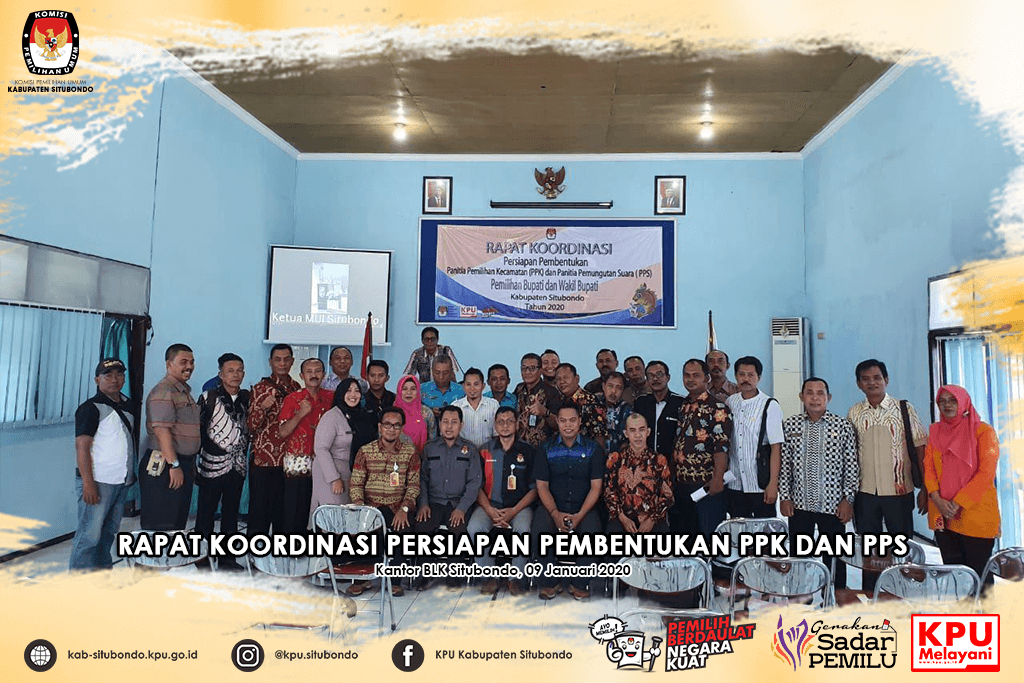 KOMISI
PEMILIHAN UMUM
KOMISI PEMILIHAN UMUM
KABUPATEN SITUBONDO
RAPAT KOORDINASI
Persiapan Pembentukan
Panitia Pemilihan Kecamatan (PPK) dan Panitia Pemungutan Suara ( PPS)
Pemilihan Bupati dan Wakil Bupati
Kabupaten Situbondo
Tahun 2020
KPU
Ketua MUI Situbondo,
RAPAT KOORDINASI PERSIAPAN PEMBENTUKAN PPK DAN PPS
Kantor BLK Situbondo, 09 Januari 2020
kab-situbondo.kpu.go.id
@kpu.situbondo
KPU Kabupaten Situbondo
AYO MEMILIH!
PEMILIH
BERDAULAT
NEGARA
KUAT
Gerakan
Sadar
PEMILU
KPU
Melayani